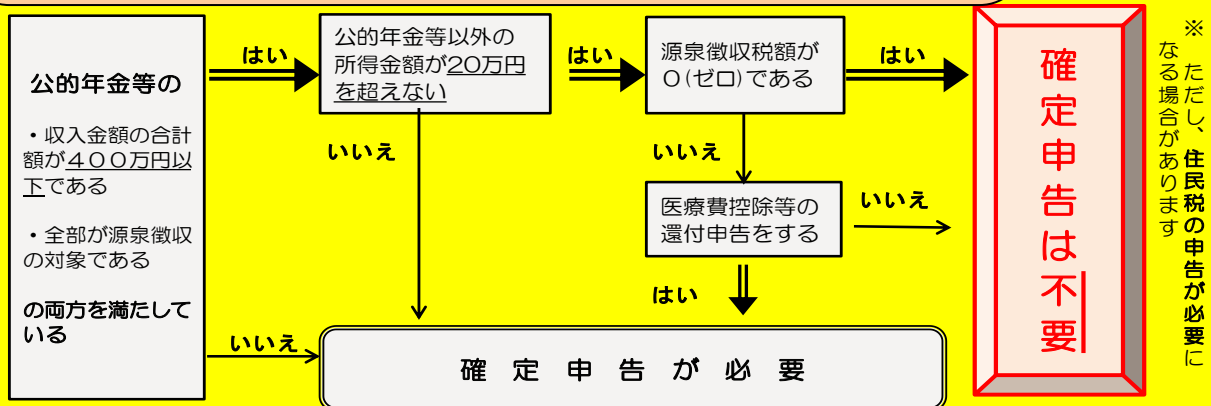 公的年金等の
・収入金額の合計
額が４００万円以
下である
・全部が源泉徴収
の対象である
の両方を満たして
いる
はい
いいえ
公的年金等以外の
所得金額が20万円
を超えない
はい
いいえ
源泉徴収税額が
０(ゼロ)である
はい
いいえ
医療費控除等の
還付申告をする
いいえ
はい
確定申告が必要
確定申告は不要
※ ただし、住民税の申告が必要に
なる場合があります